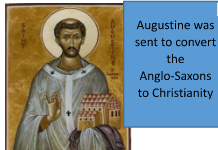 Augustine was
sent to convert
the
Anglo-Saxons
to Christianity